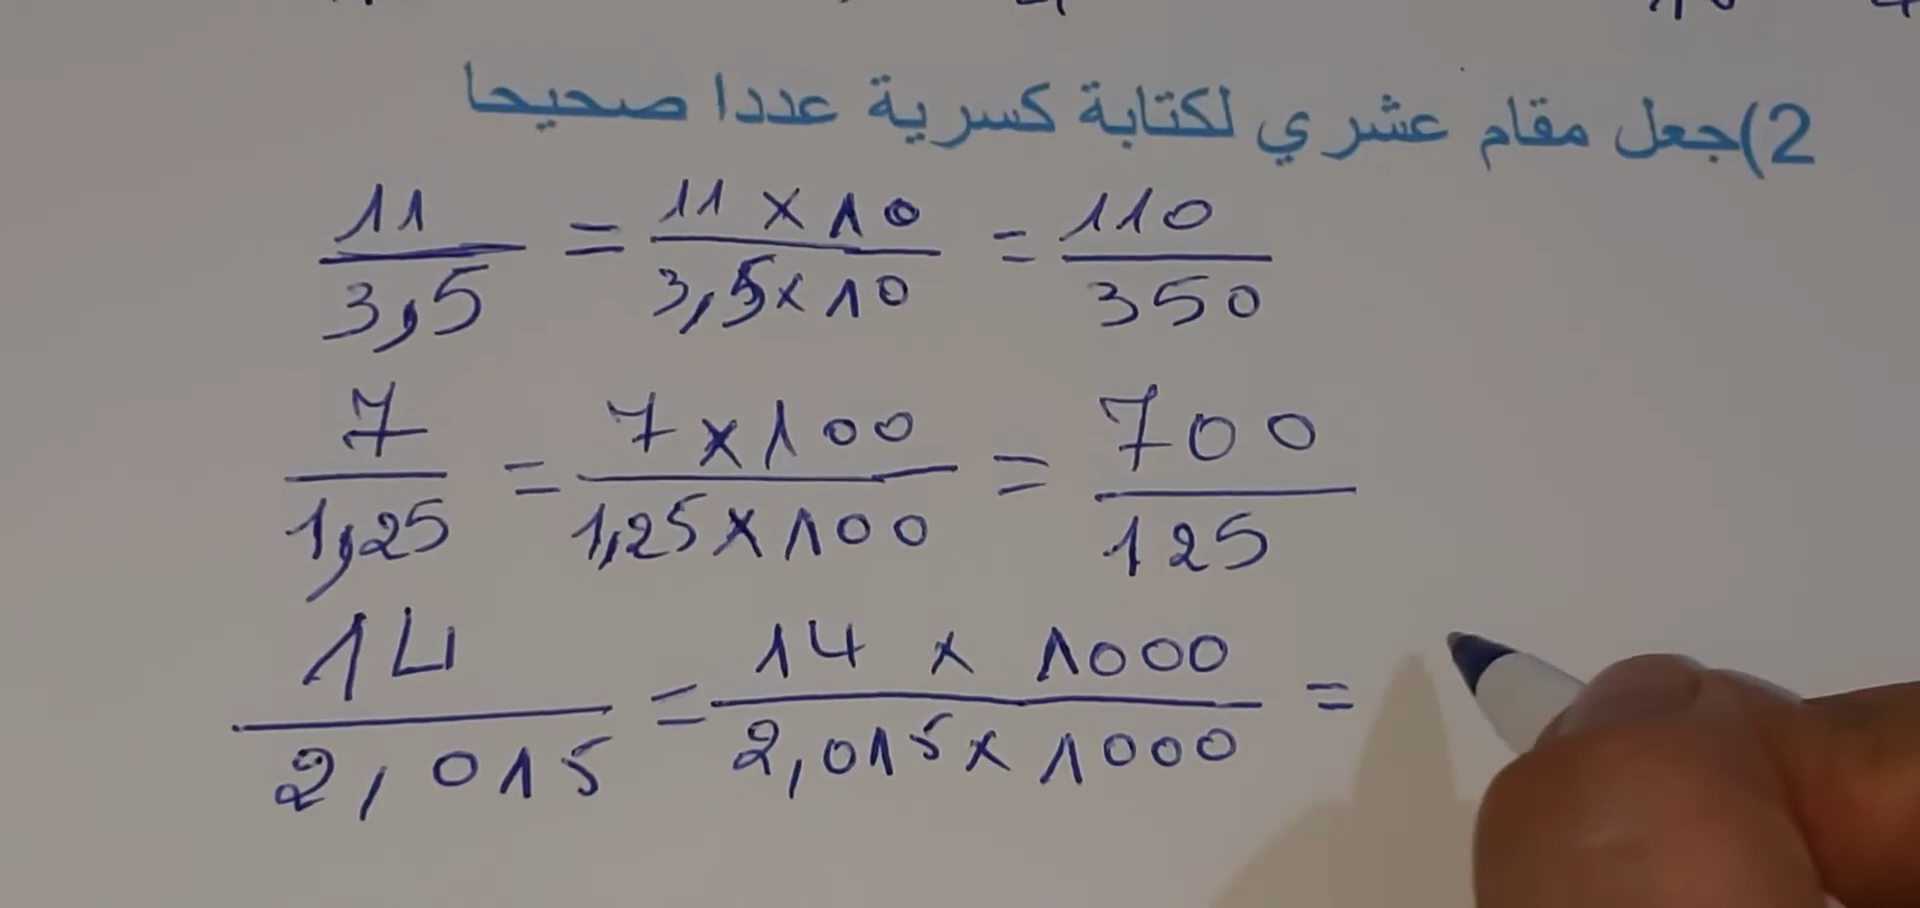 2)جعل مقام عشري لكتابة كسرية عددا صحيحا
11/3,5 = 11 × 10/3,5 × 10 = 110/350
7/1,25 = 7 × 100/1,25 × 100 = 700/125
14/2,015 = 14 × 1000/2,015 × 1000 =